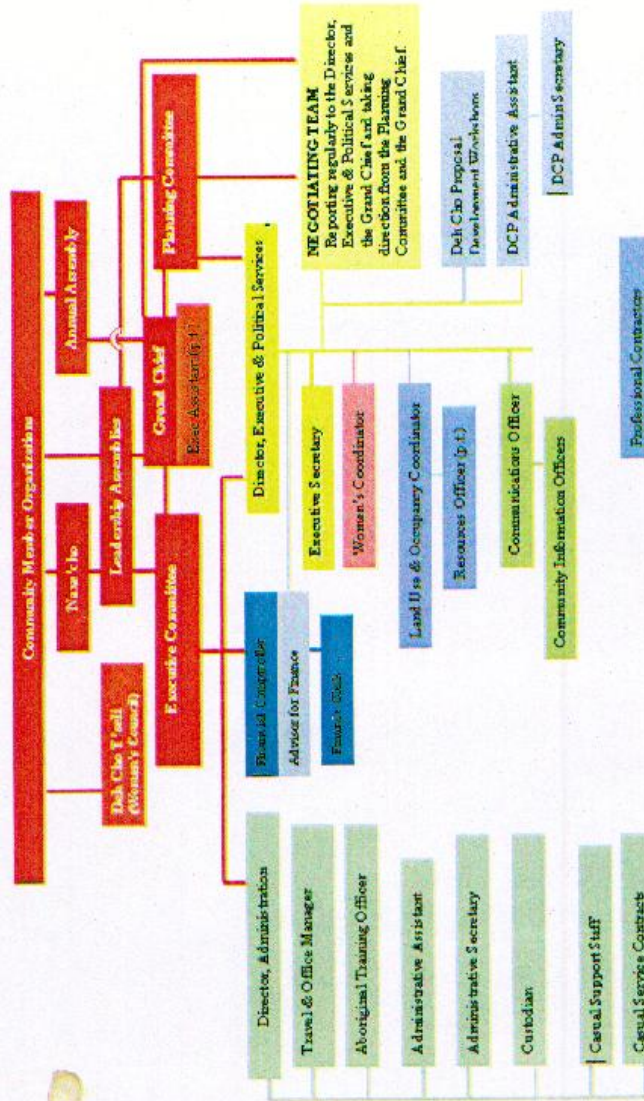 Community Member Organizations
Deh Cho T'seli
(Women's Council)
Naxe'cho
Annual Assembly
Leadership Assemblies
Executive Committee
Grand Chief
Exec Assistant (p.t.)
Planning Committee
Director, Administration
Travel & Office Manager
Aboriginal Training Officer
Administrative Assistant
Administrative Secretary
Custodian
Casual Support Staff
Casual Service Contracts
Financial Comptroller
Advisor for Finance
Finance Clerk
Director, Executive & Political Services
Executive Secretary
Women's Coordinator
Land Use & Occupancy Coordinator
Resources Officer (p.t.)
Communications Officer
Community Information Officers
NEGOTIATING TEAM
Reporting regularly to the Director,
Executive & Political Services and
the Grand Chief and taking
direction from the Planning
Committee and the Grand Chief.
Deh Cho Proposal
Development Workshops
DCP Administrative Assistant
DCP Admin Secretary
Professional Contractors